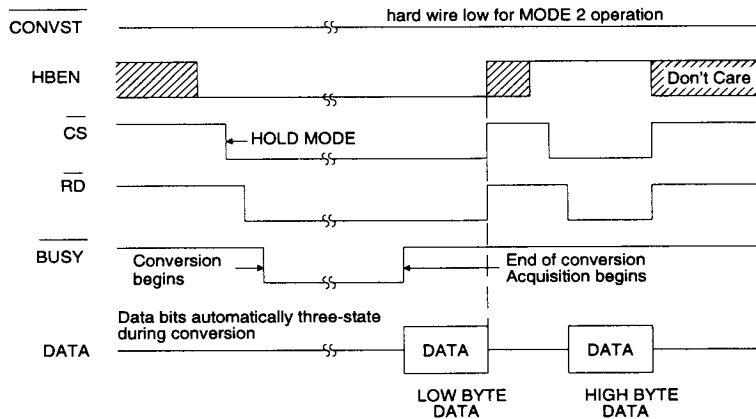 CONVST
hard wire low for MODE 2 operation
HBEN
Don't Care
CS
HOLD MODE
RD
BUSY
Conversion
begins
End of conversion
Acquisition begins
Data bits automatically three-state
during conversion
DATA
DATA
DATA
LOW BYTE
DATA
HIGH BYTE
DATA